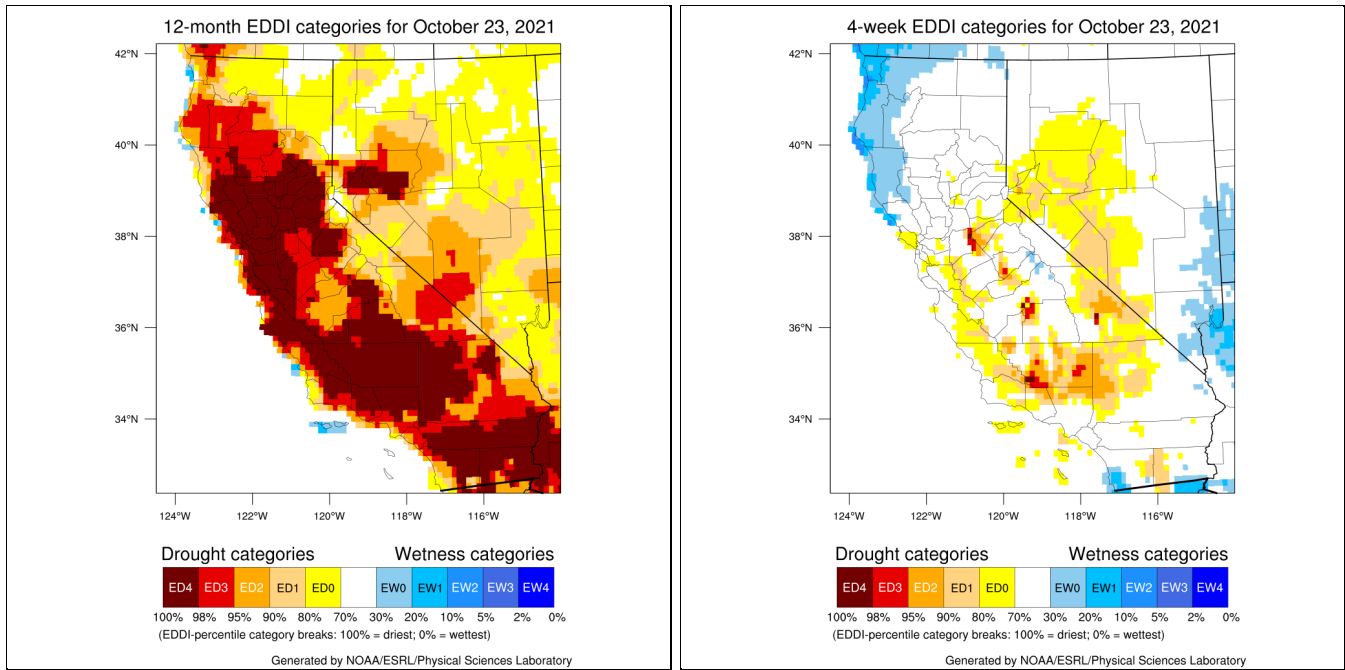 12-month EDDI categories for October 23, 2021
42°N
40°N
38°N
36°N
34°N
124°W 122°W 120°W 118°W 116°W
Drought categories Wetness categories
ED4 ED3 ED2 ED1 ED0 EW0 EW1 EW2 EW3 EW4
100% 98% 95% 90% 80% 70% 30% 20% 10% 5% 2% 0%
(EDDI-percentile category breaks: 100% = driest; 0% = wettest)
Generated by NOAA/ESRL/Physical Sciences Laboratory
4-week EDDI categories for October 23, 2021
42°N
40°N
38°N
36°N
34°N
124°W 122°W 120°W 118°W 116°W
Drought categories Wetness categories
ED4 ED3 ED2 ED1 ED0 EW0 EW1 EW2 EW3 EW4
100% 98% 95% 90% 80% 70% 30% 20% 10% 5% 2% 0%
(EDDI-percentile category breaks: 100% = driest; 0% = wettest)
Generated by NOAA/ESRL/Physical Sciences Laboratory